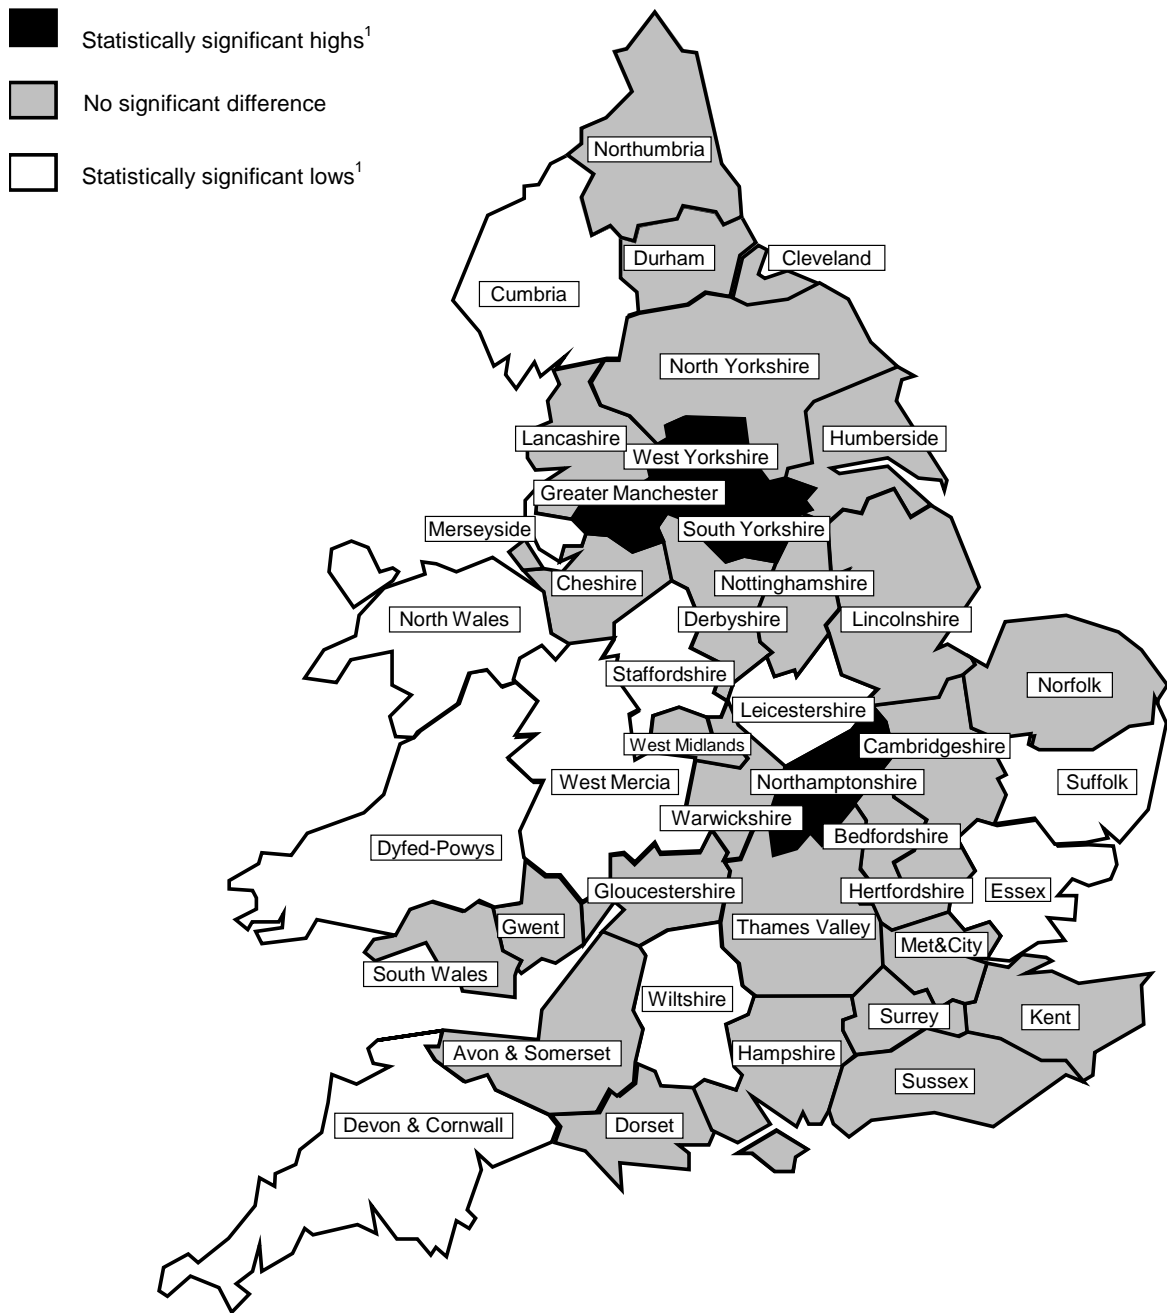 Statistically significant highs1
No significant difference
Statistically significant lows1
Northumbria
Durham
Cleveland
Cumbria
North Yorkshire
Lancashire
Humberside
West Yorkshire
Greater Manchester
Merseyside
South Yorkshire
Cheshire
Nottinghamshire
North Wales
Derbyshire
Lincolnshire
Staffordshire
Norfolk
Leicestershire
West Midlands
Cambridgeshire
West Mercia
Northamptonshire
Suffolk
Warwickshire
Bedfordshire
Dyfed-Powys
Gloucestershire
Hertfordshire
Essex
Gwent
Thames Valley
Met&City
South Wales
Wiltshire
Surrey
Kent
Avon & Somerset
Hampshire
Sussex
Devon & Cornwall
Dorset